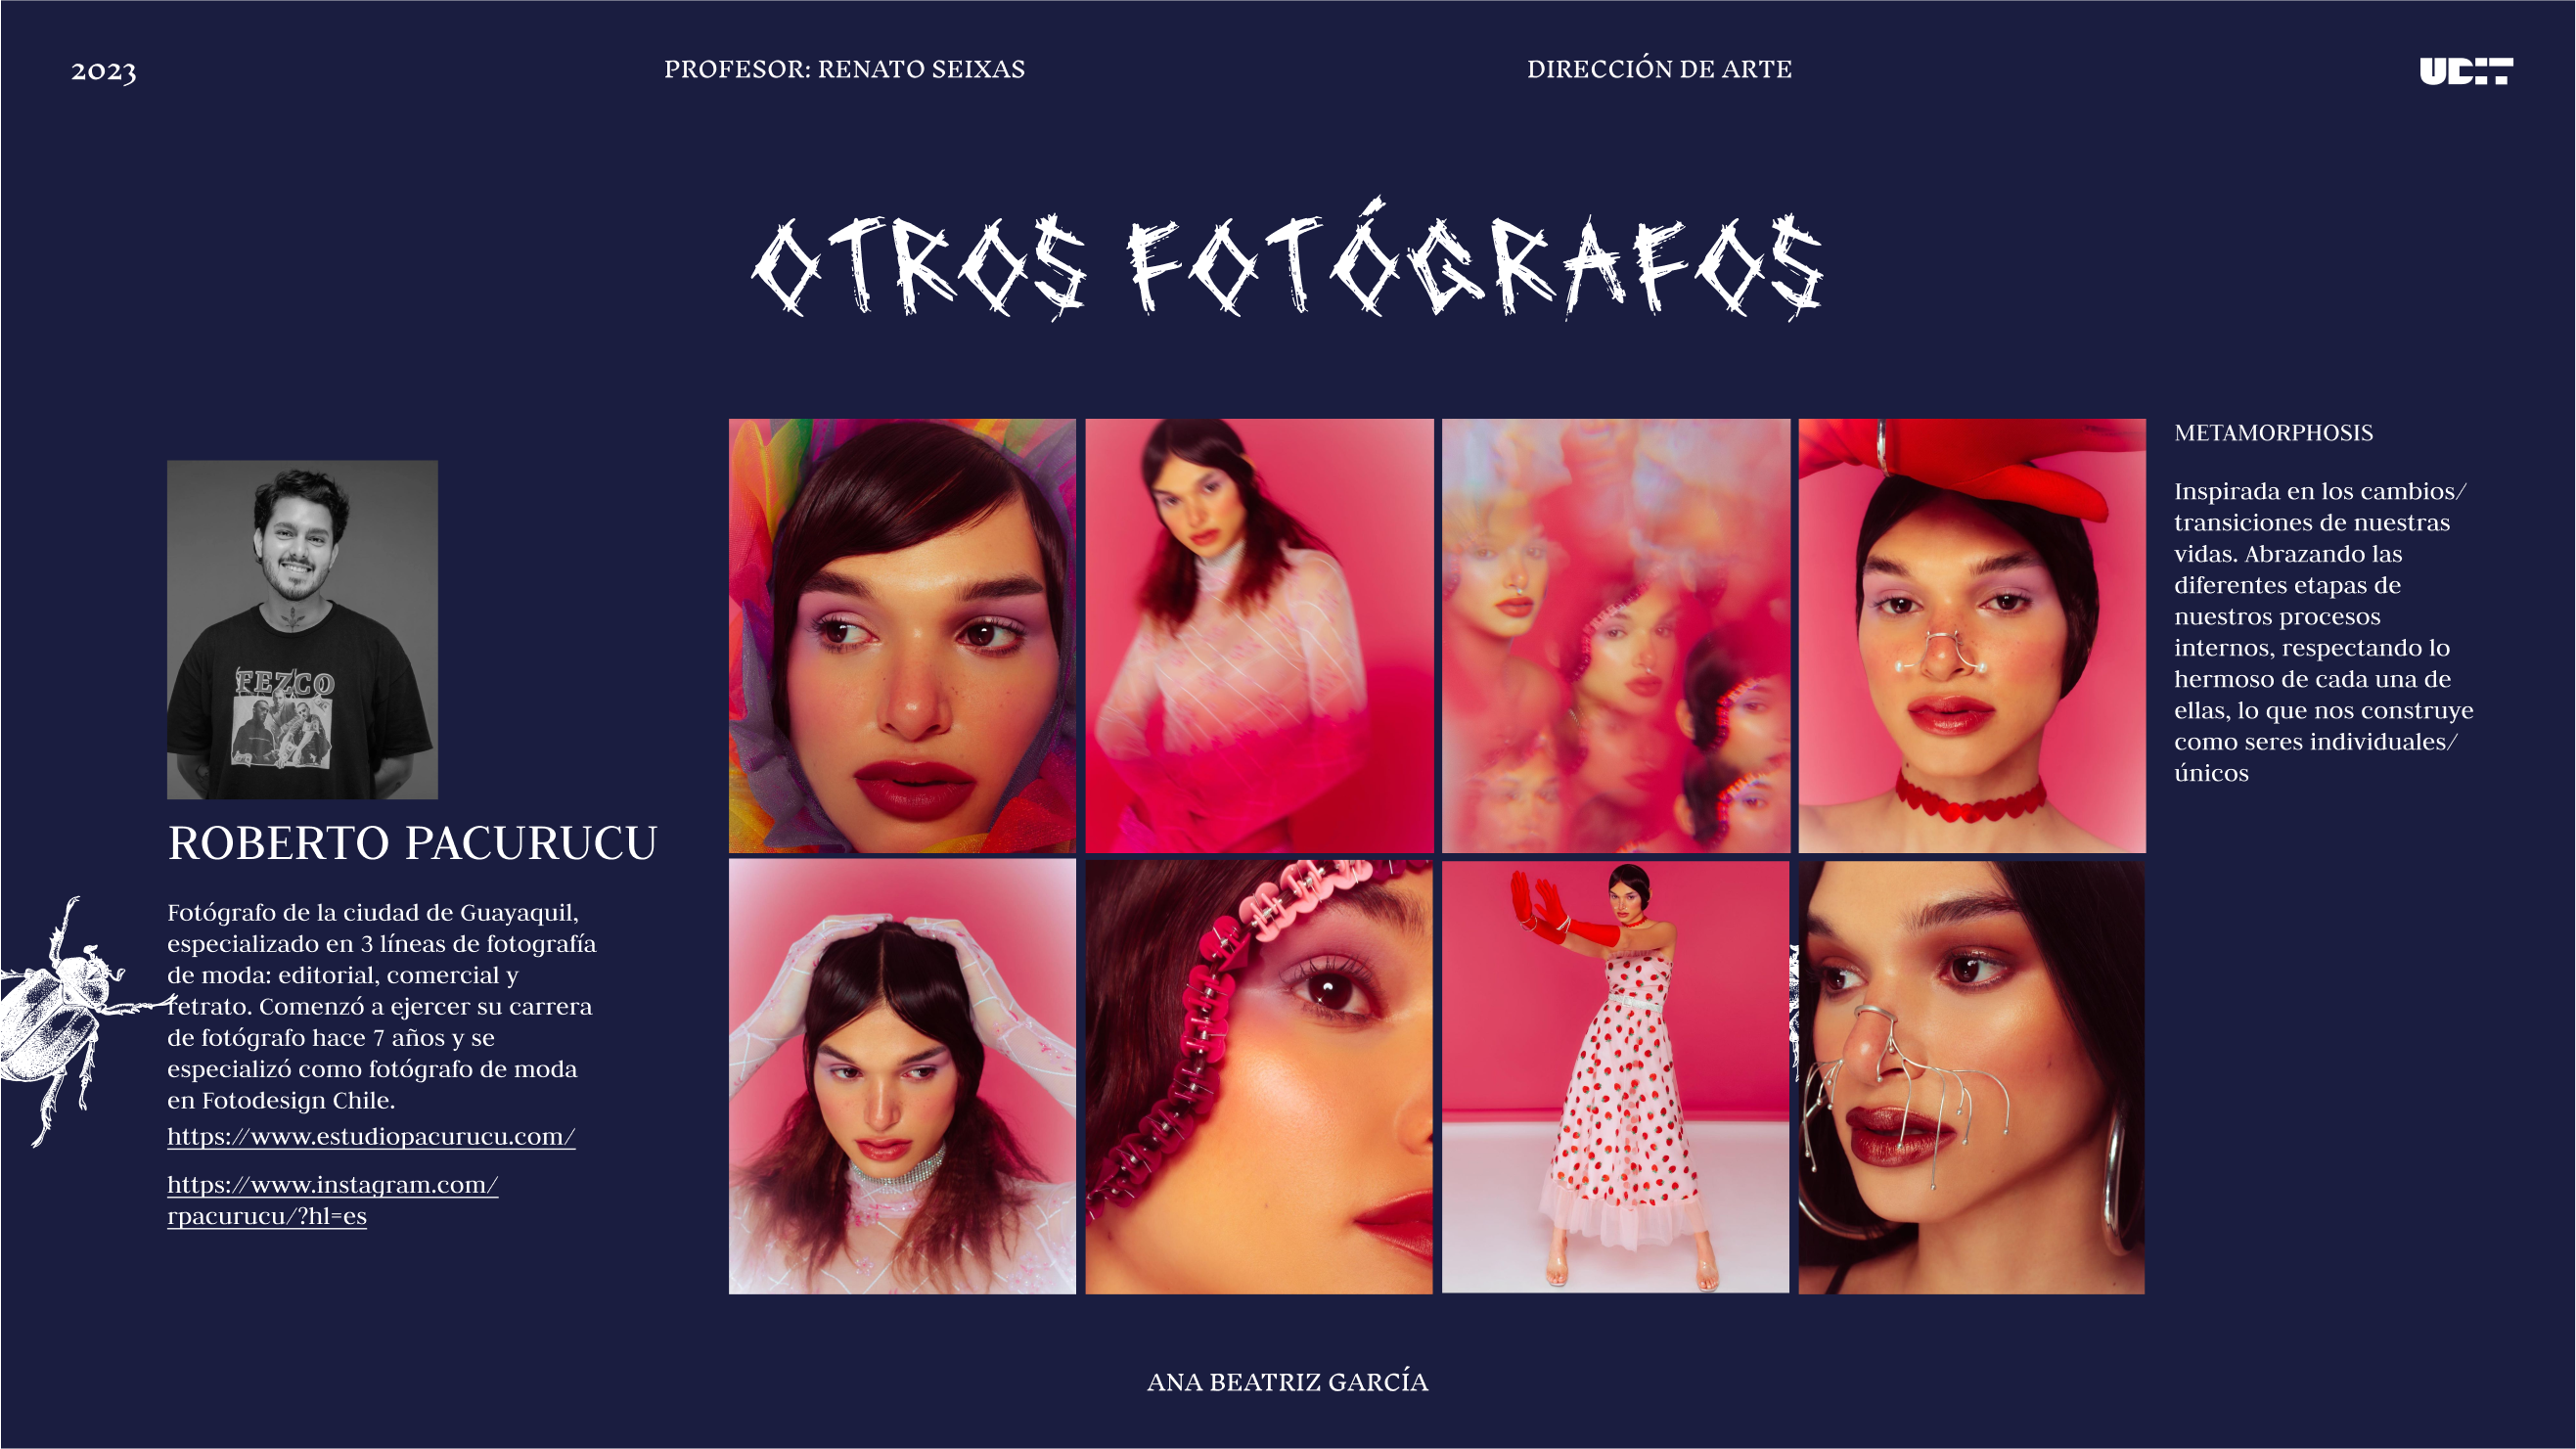 2023
PROFESOR: RENATO SEIXAS
DIRECCIÓN DE ARTE
UDIT
OTROS FOTÓGRAFOS
FEZCO
ROBERTO PACURUCU
Fotógrafo de la ciudad de Guayaquil,
especializado en 3 líneas de fotografía
de moda: editorial, comercial y
retrato. Comenzó a ejercer su carrera
de fotógrafo hace 7 años y se
especializó como fotógrafo de moda
en Fotodesign Chile.
https://www.estudiopacurucu.com/
https://www.instagram.com/
rpacurucu/?hl=es
METAMORPHOSIS
Inspirada en los cambios/
transiciones de nuestras
vidas. Abrazando las
diferentes etapas de
nuestros procesos
internos, respectando lo
hermoso de cada una de
ellas, lo que nos construye
como seres individuales/
únicos
ANA BEATRIZ GARCÍA